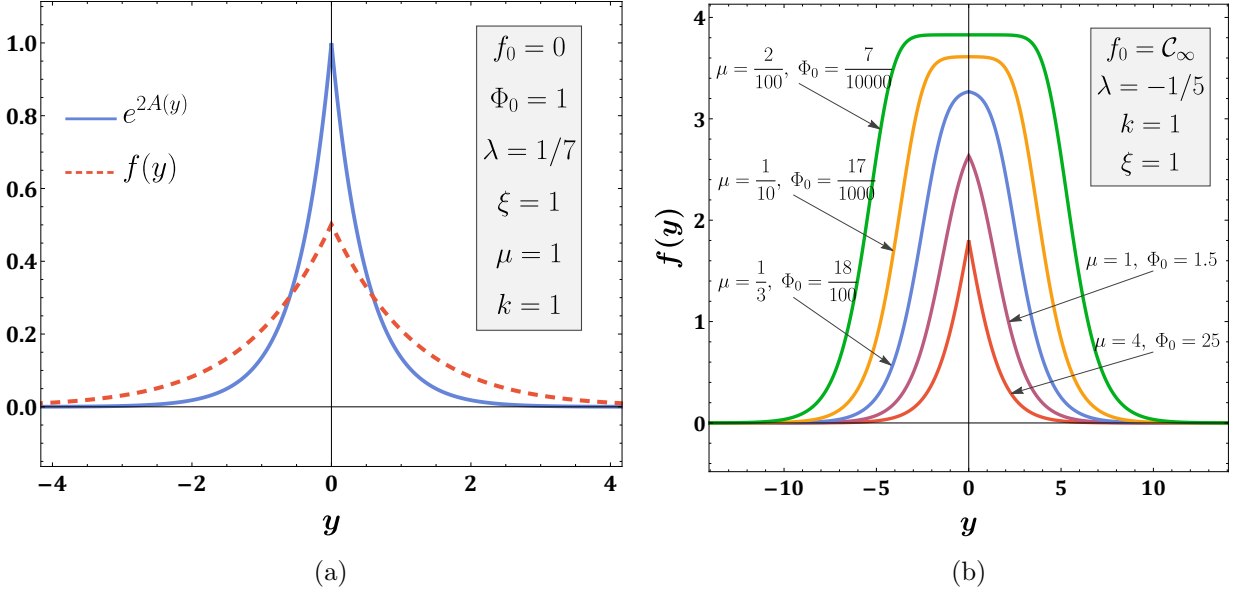 1.0
0.8
0.6
0.4
0.2
0.0
e^{2A(y)}
f(y)
f_0 = 0
Φ_0 = 1
λ = 1/7
ξ = 1
μ = 1
k = 1
−4 −2 0 2 4
y
(a)
4
3
2
1
0
f(y)
μ = 2/100, Φ_0 = 7/10000
μ = 1/10, Φ_0 = 17/1000
μ = 1/3, Φ_0 = 18/100
f_0 = C_∞
λ = −1/5
k = 1
ξ = 1
μ = 1, Φ_0 = 1.5
μ = 4, Φ_0 = 25
−10 −5 0 5 10
y
(b)